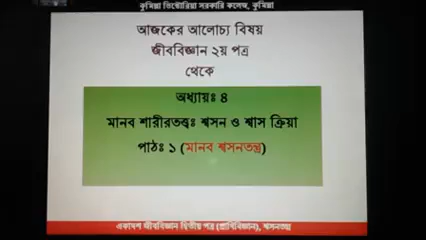 কুমিল্লা ভিক্টোরিয়া সরকারি কলেজ, কুমিল্লা
আজকের আলোচ্য বিষয়
জীববিজ্ঞান ২য় পত্র
থেকে
অধ্যায়ঃ ৪
মানব শারীরতত্ত্বঃ শ্বসন ও শ্বাস ক্রিয়া
পাঠঃ ১ (মানব শ্বসনতন্ত্র)
একাদশ জীববিজ্ঞান দ্বিতীয় পত্র (প্রাণিবিজ্ঞান), শ্বসনতন্ত্র